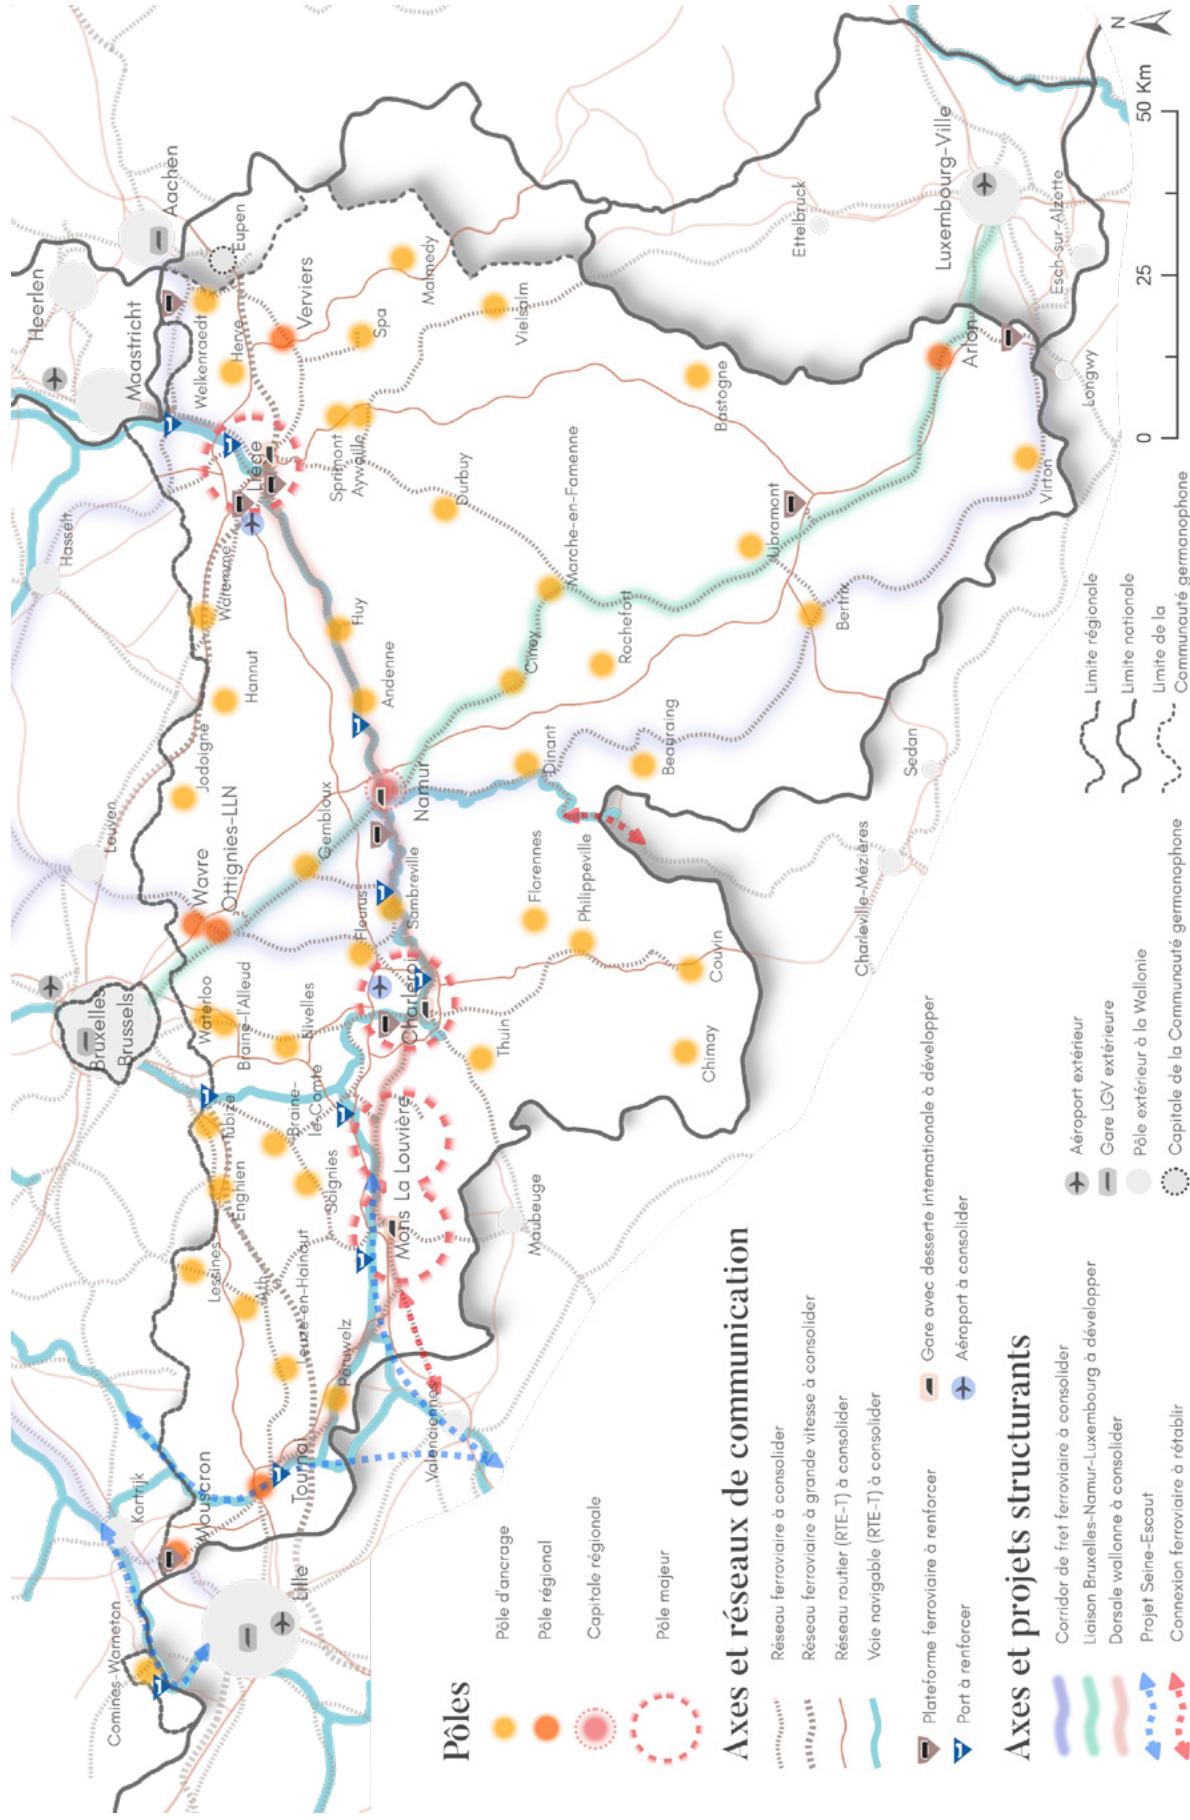 Heerlen
Aachen
Maastricht
Eupen
Welkenraedt
Herve
Verviers
Malmedy
Spa
Vielsalm
Hasselt
Liège
Sprimont
Aywaille
Durbuy
Bastogne
Ettelbruck
Luxembourg-Ville
Esch-sur-Alzette
Arlon
Longwy
Virton
Waremme
Hannut
Huy
Andenne
Marche-en-Famenne
Libramont
Ciney
Rochefort
Bertrix
Leuven
Jodoigne
Wavre
Ottignies-LLN
Gembloux
Namur
Dinant
Beauraing
Sedan
Bruxelles
Brussels
Waterloo
Braine-l'Alleud
Nivelles
Fleurus
Sambreville
Charleroi
Florennes
Philippeville
Couvin
Charleville-Mézières
Thuin
Chimay
Tubize
Braine-
le-Comte
Enghien
Soignies
La Louvière
Mons
Maubeuge
Lessines
Ath
Leuze-en-Hainaut
Péruwelz
Valenciennes
Kortrijk
Mouscron
Tournai
Lille
Comines-Warneton
N
0
25
50 Km
Pôles
Pôle d'ancrage
Pôle régional
Capitale régionale
Pôle majeur
Axes et réseaux de communication
Réseau ferroviaire à consolider
Réseau ferroviaire à grande vitesse à consolider
Réseau routier (RTE-T) à consolider
Voie navigable (RTE-T) à consolider
Plateforme ferroviaire à renforcer
Port à renforcer
Gare avec desserte internationale à développer
Aéroport à consolider
Axes et projets structurants
Corridor de fret ferroviaire à consolider
Liaison Bruxelles-Namur-Luxembourg à développer
Dorsale wallonne à consolider
Projet Seine-Escaut
Connexion ferroviaire à rétablir
Aéroport extérieur
Gare LGV extérieure
Pôle extérieur à la Wallonie
Capitale de la Communauté germanophone
Limite régionale
Limite nationale
Limite de la
Communauté germanophone